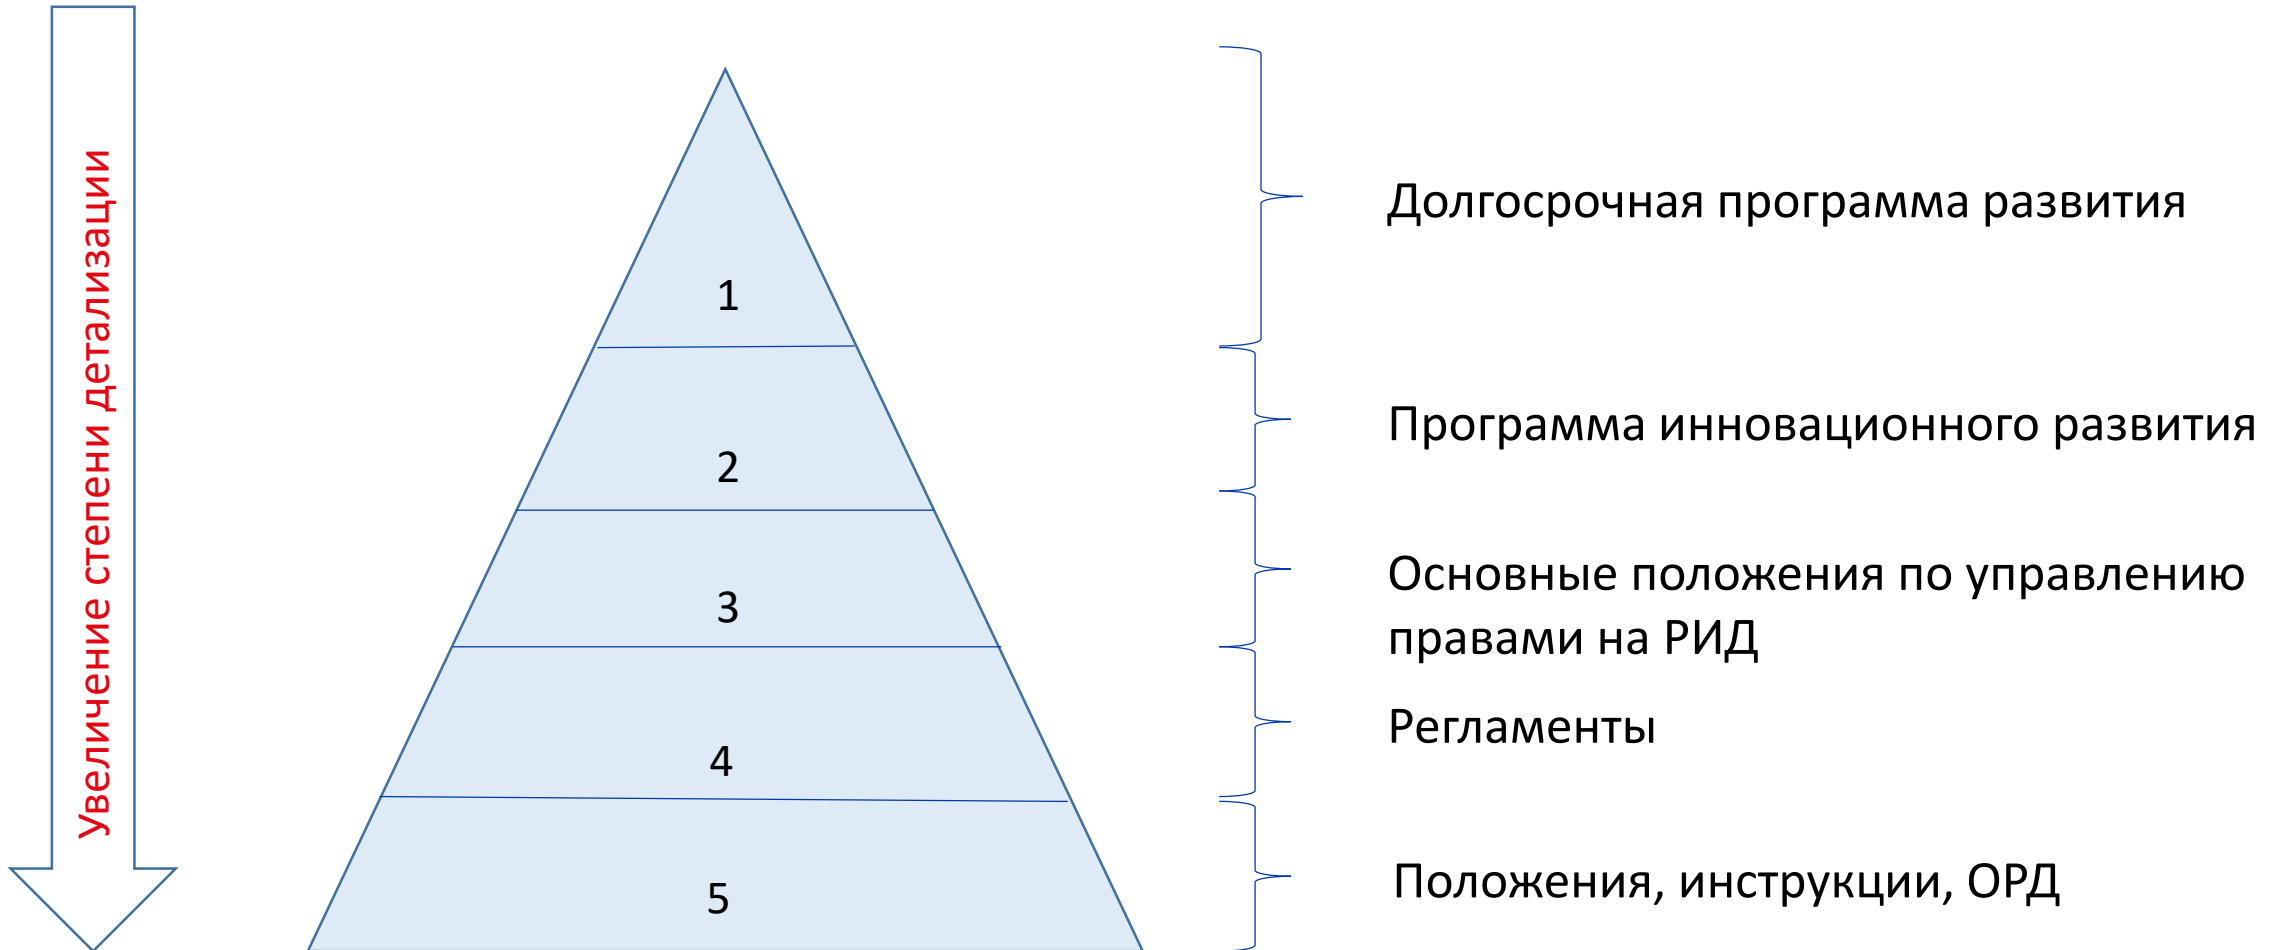 Увеличение степени детализации
1
Долгосрочная программа развития
2
Программа инновационного развития
3
Основные положения по управлению
правами на РИД
4
Регламенты
5
Положения, инструкции, ОРД